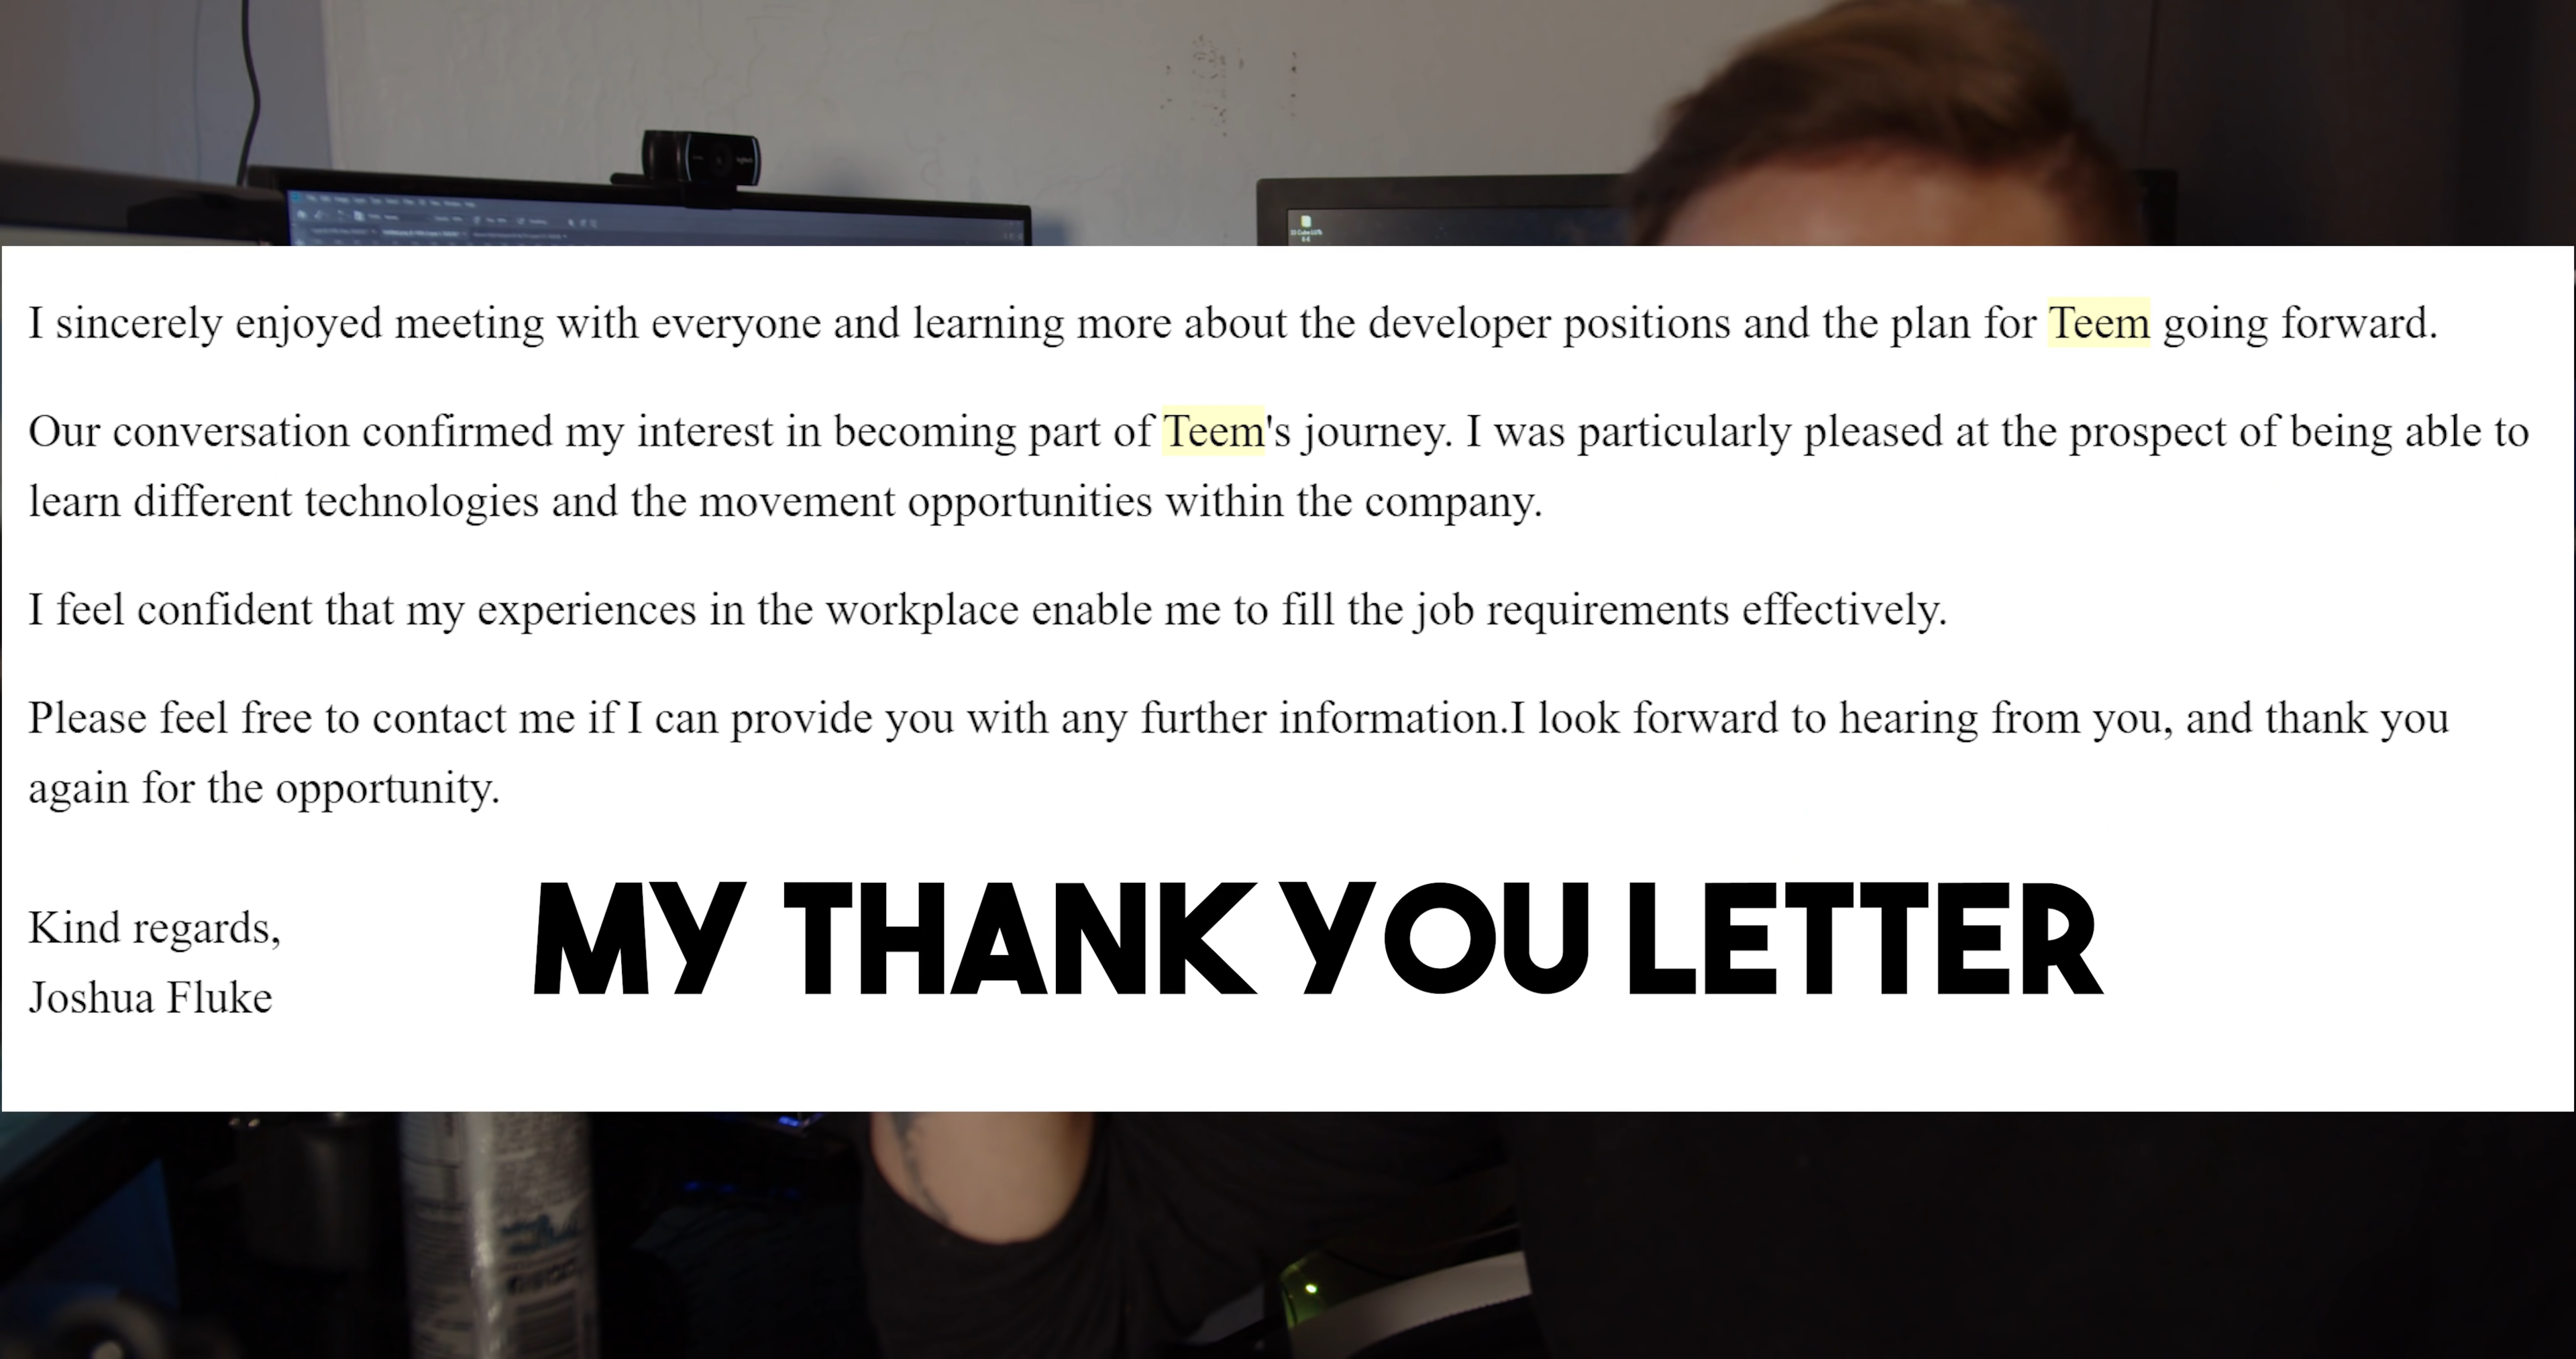 I sincerely enjoyed meeting with everyone and learning more about the developer positions and the plan for Teem going forward.
Our conversation confirmed my interest in becoming part of Teem's journey. I was particularly pleased at the prospect of being able to
learn different technologies and the movement opportunities within the company.
I feel confident that my experiences in the workplace enable me to fill the job requirements effectively.
Please feel free to contact me if I can provide you with any further information.I look forward to hearing from you, and thank you
again for the opportunity.
Kind regards,
Joshua Fluke
MY THANK YOU LETTER